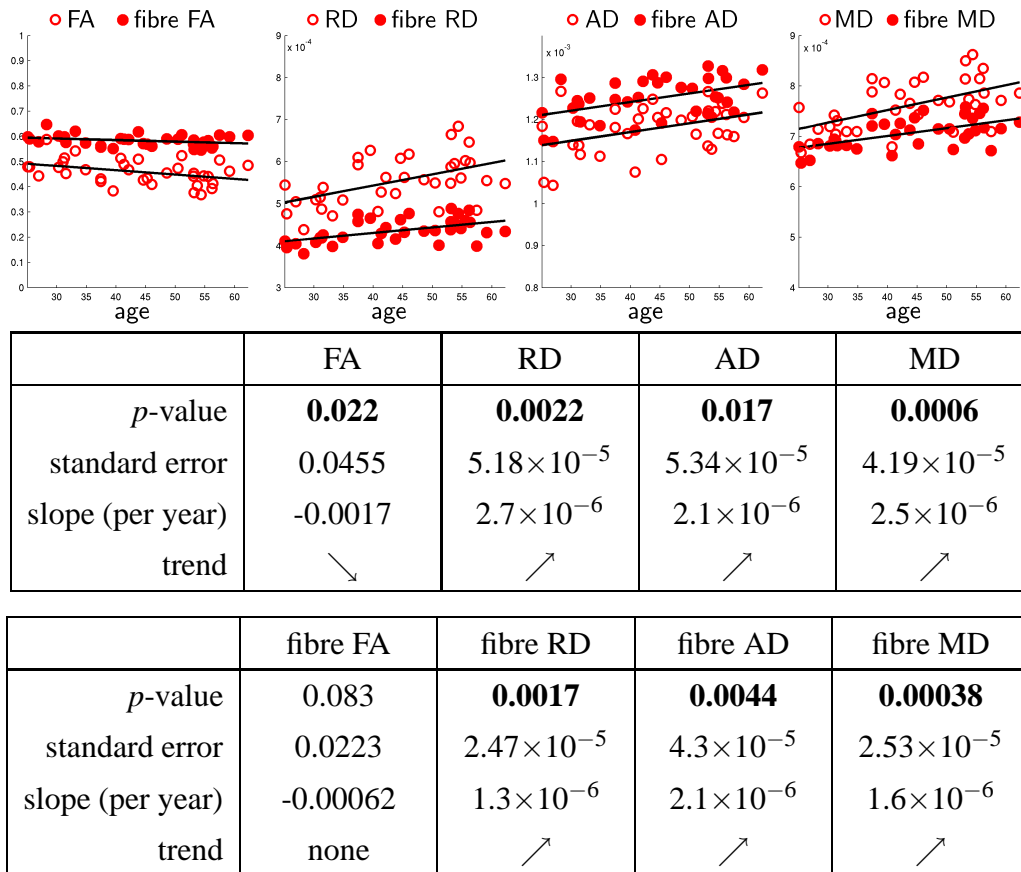 FA fibre FA RD fibre RD AD fibre AD MD fibre MD
1
0.9
0.8
0.7
0.6
0.5
0.4
0.3
0.2
0.1
0
30 35 40 45 50 55 60
age
9
x 10⁻⁴
8
7
6
5
4
3
30 35 40 45 50 55 60
age
x 10⁻³
1.3
1.2
1.1
1
0.9
0.8
30 35 40 45 50 55 60
age
9
x 10⁻⁴
8
7
6
5
4
30 35 40 45 50 55 60
age
FA RD AD MD
p-value 0.022 0.0022 0.017 0.0006
standard error 0.0455 5.18×10⁻⁵ 5.34×10⁻⁵ 4.19×10⁻⁵
slope (per year) -0.0017 2.7×10⁻⁶ 2.1×10⁻⁶ 2.5×10⁻⁶
trend ↘ ↗ ↗ ↗
fibre FA fibre RD fibre AD fibre MD
p-value 0.083 0.0017 0.0044 0.00038
standard error 0.0223 2.47×10⁻⁵ 4.3×10⁻⁵ 2.53×10⁻⁵
slope (per year) -0.00062 1.3×10⁻⁶ 2.1×10⁻⁶ 1.6×10⁻⁶
trend none ↗ ↗ ↗